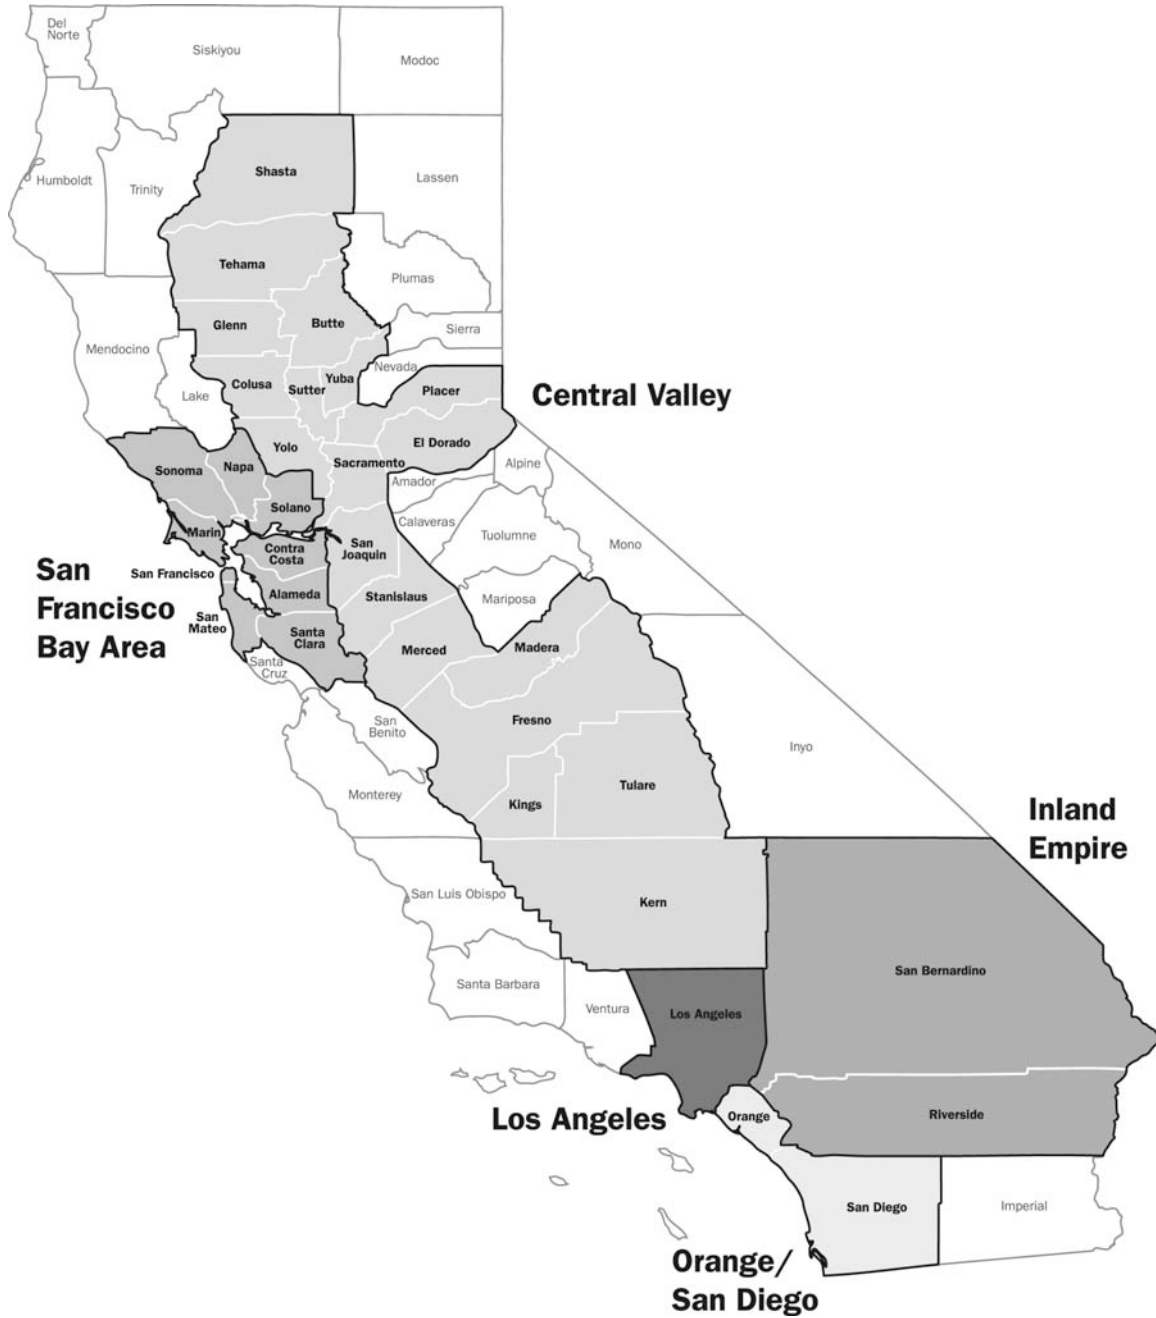 Del
Norte
Siskiyou
Modoc
Shasta
Humboldt
Trinity
Lassen
Tehama
Plumas
Glenn
Butte
Sierra
Mendocino
Nevada
Lake
Colusa
Sutter
Yuba
Placer
Central Valley
Yolo
El Dorado
Sonoma
Napa
Sacramento
Alpine
Amador
Solano
Calaveras
Marin
Tuolumne
Mono
Contra
Costa
San
Joaquin
San
Francisco
Bay Area
San Francisco
Alameda
Stanislaus
Mariposa
San
Mateo
Santa
Clara
Merced
Madera
Santa
Cruz
San
Benito
Fresno
Inyo
Monterey
Kings
Tulare
Inland
Empire
San Luis Obispo
Kern
San Bernardino
Santa Barbara
Ventura
Los Angeles
Los Angeles
Orange
Riverside
San Diego
Imperial
Orange/
San Diego